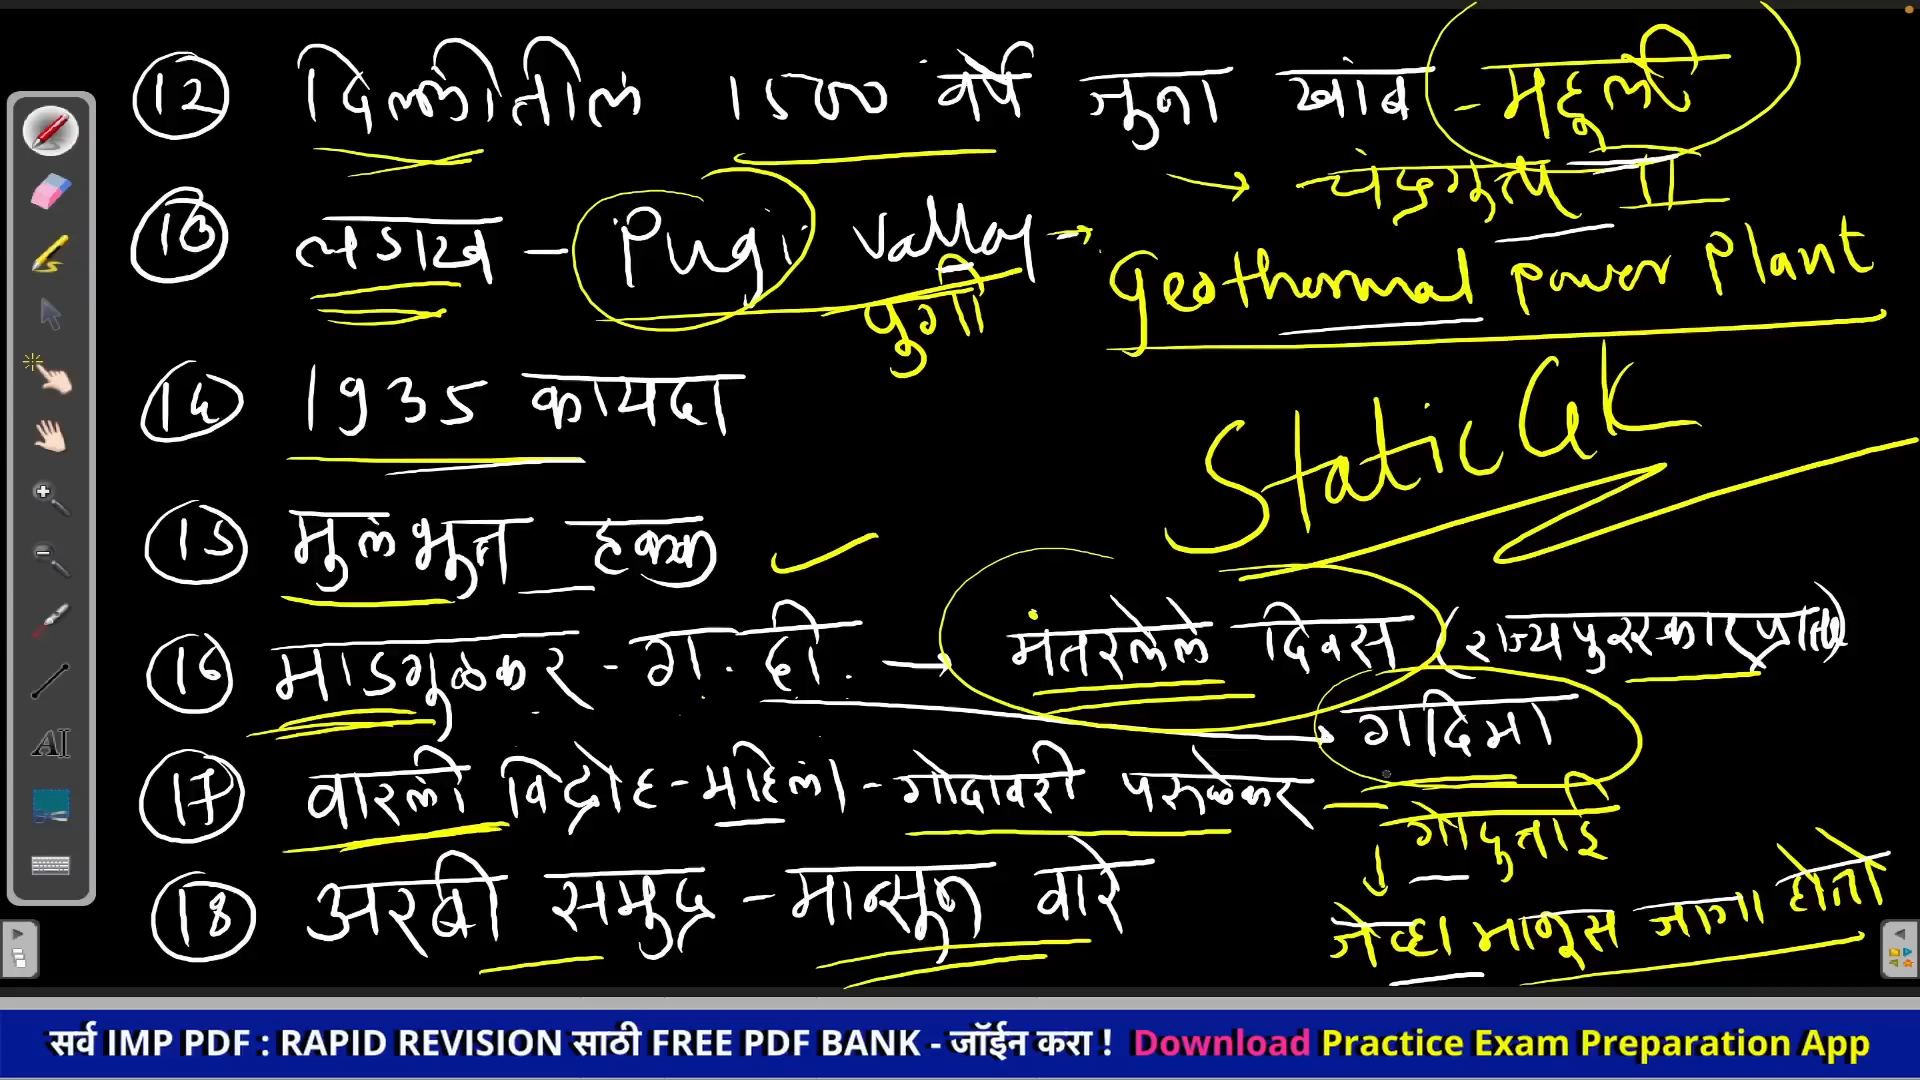 12 दिल्लीतील 1500 वर्षे जुना खांब - महरूली
→ चंद्रगुप्त II
13 लडाख - Pugi valley → Geothermal power Plant
पुगी
14 1935 कायदा
Static GK
15 मुलभूत हक्क
16 माडगुळकर - ग. दी. → मंतरलेले दिवस (राज्यपुरस्कार प्राप्त)
→ गदिमा
17 वारली विद्रोह - महिला - गोदावरी परुळेकर - गोदुताई
18 अरबी समुद्र - मान्सून वारे
जेव्हा माणूस जागा होतो
सर्व IMP PDF : RAPID REVISION साठी FREE PDF BANK - जॉईन करा ! Download Practice Exam Preparation App